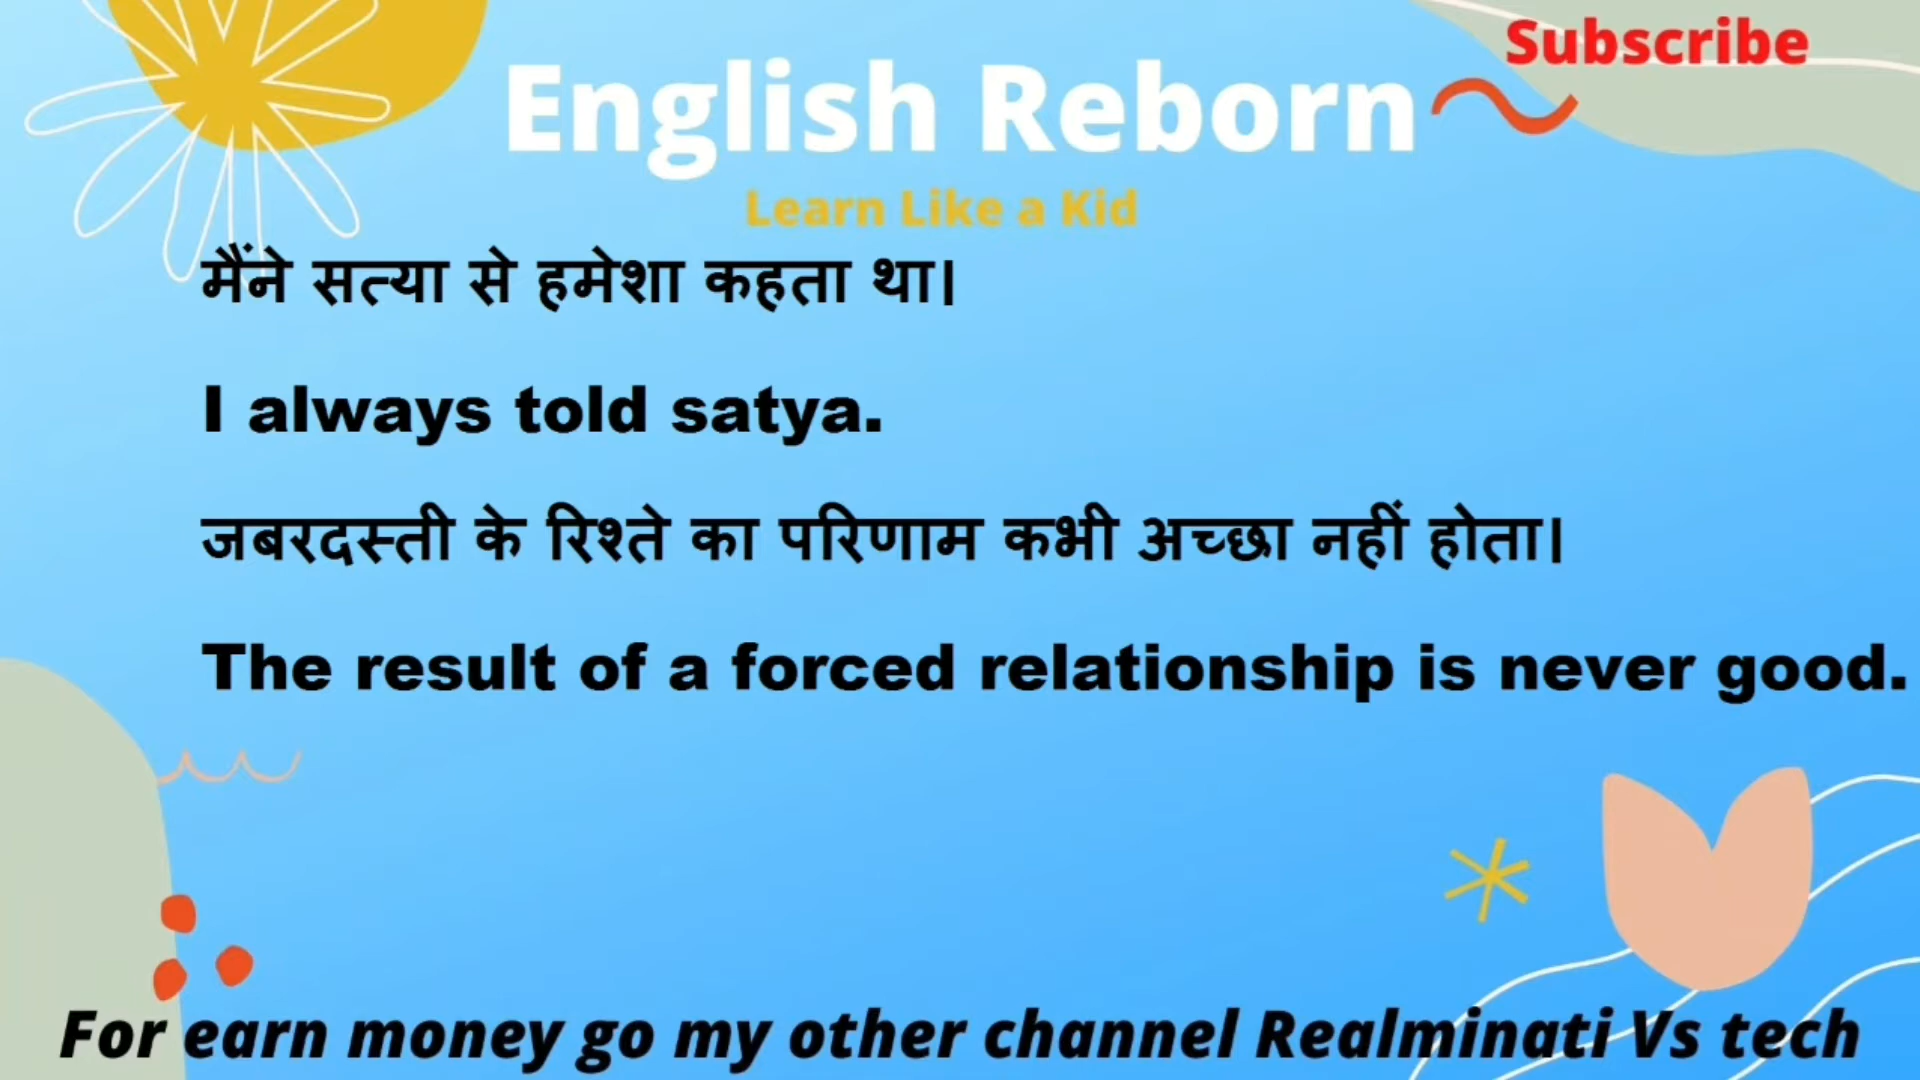 Subscribe
English Reborn
Learn Like a Kid
मैंने सत्या से हमेशा कहता था।
I always told satya.
जबरदस्ती के रिश्ते का परिणाम कभी अच्छा नहीं होता।
The result of a forced relationship is never good.
For earn money go my other channel Realminati Vs tech